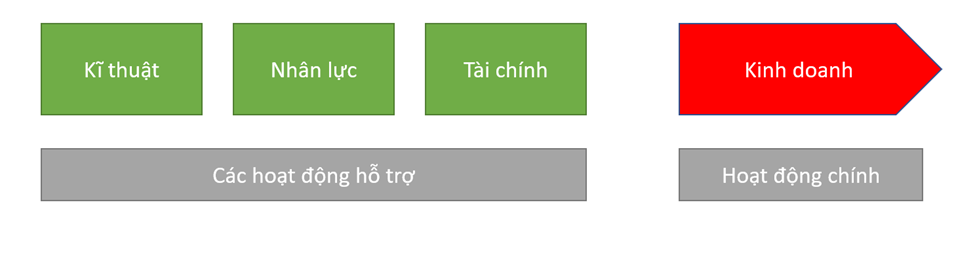 Kĩ thuật
Nhân lực
Tài chính
Kinh doanh
Các hoạt động hỗ trợ
Hoạt động chính